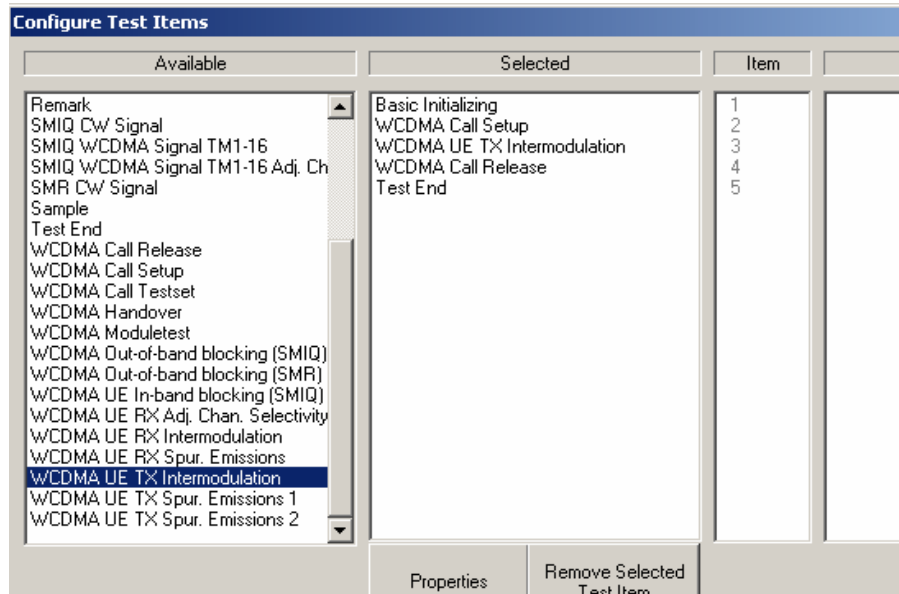 Configure Test Items
Available
Selected
Item
Remark
SMIQ CW Signal
SMIQ WCDMA Signal TM1-16
SMIQ WCDMA Signal TM1-16 Adj. Ch
SMR CW Signal
Sample
Test End
WCDMA Call Release
WCDMA Call Setup
WCDMA Call Testset
WCDMA Handover
WCDMA Moduletest
WCDMA Out-of-band blocking (SMIQ)
WCDMA Out-of-band blocking (SMR)
WCDMA UE In-band blocking (SMIQ)
WCDMA UE RX Adj. Chan. Selectivity
WCDMA UE RX Intermodulation
WCDMA UE RX Spur. Emissions
WCDMA UE TX Intermodulation
WCDMA UE TX Spur. Emissions 1
WCDMA UE TX Spur. Emissions 2
Basic Initializing
WCDMA Call Setup
WCDMA UE TX Intermodulation
WCDMA Call Release
Test End
1
2
3
4
5
Properties
Remove Selected
Test Item